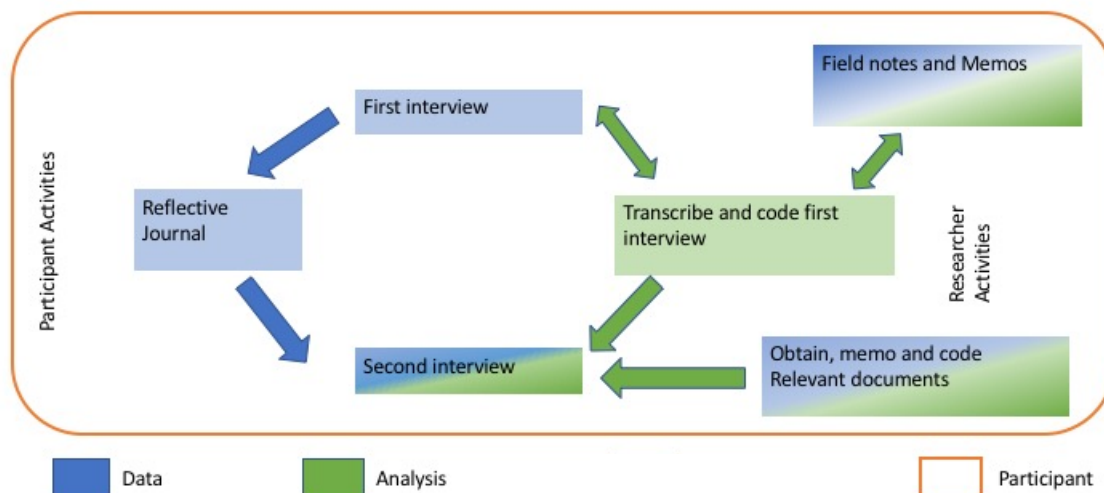 Field notes and Memos
First interview
Participant Activities
Reflective
Journal
Transcribe and code first
interview
Researcher
Activities
Second interview
Obtain, memo and code
Relevant documents
Data
Analysis
Participant